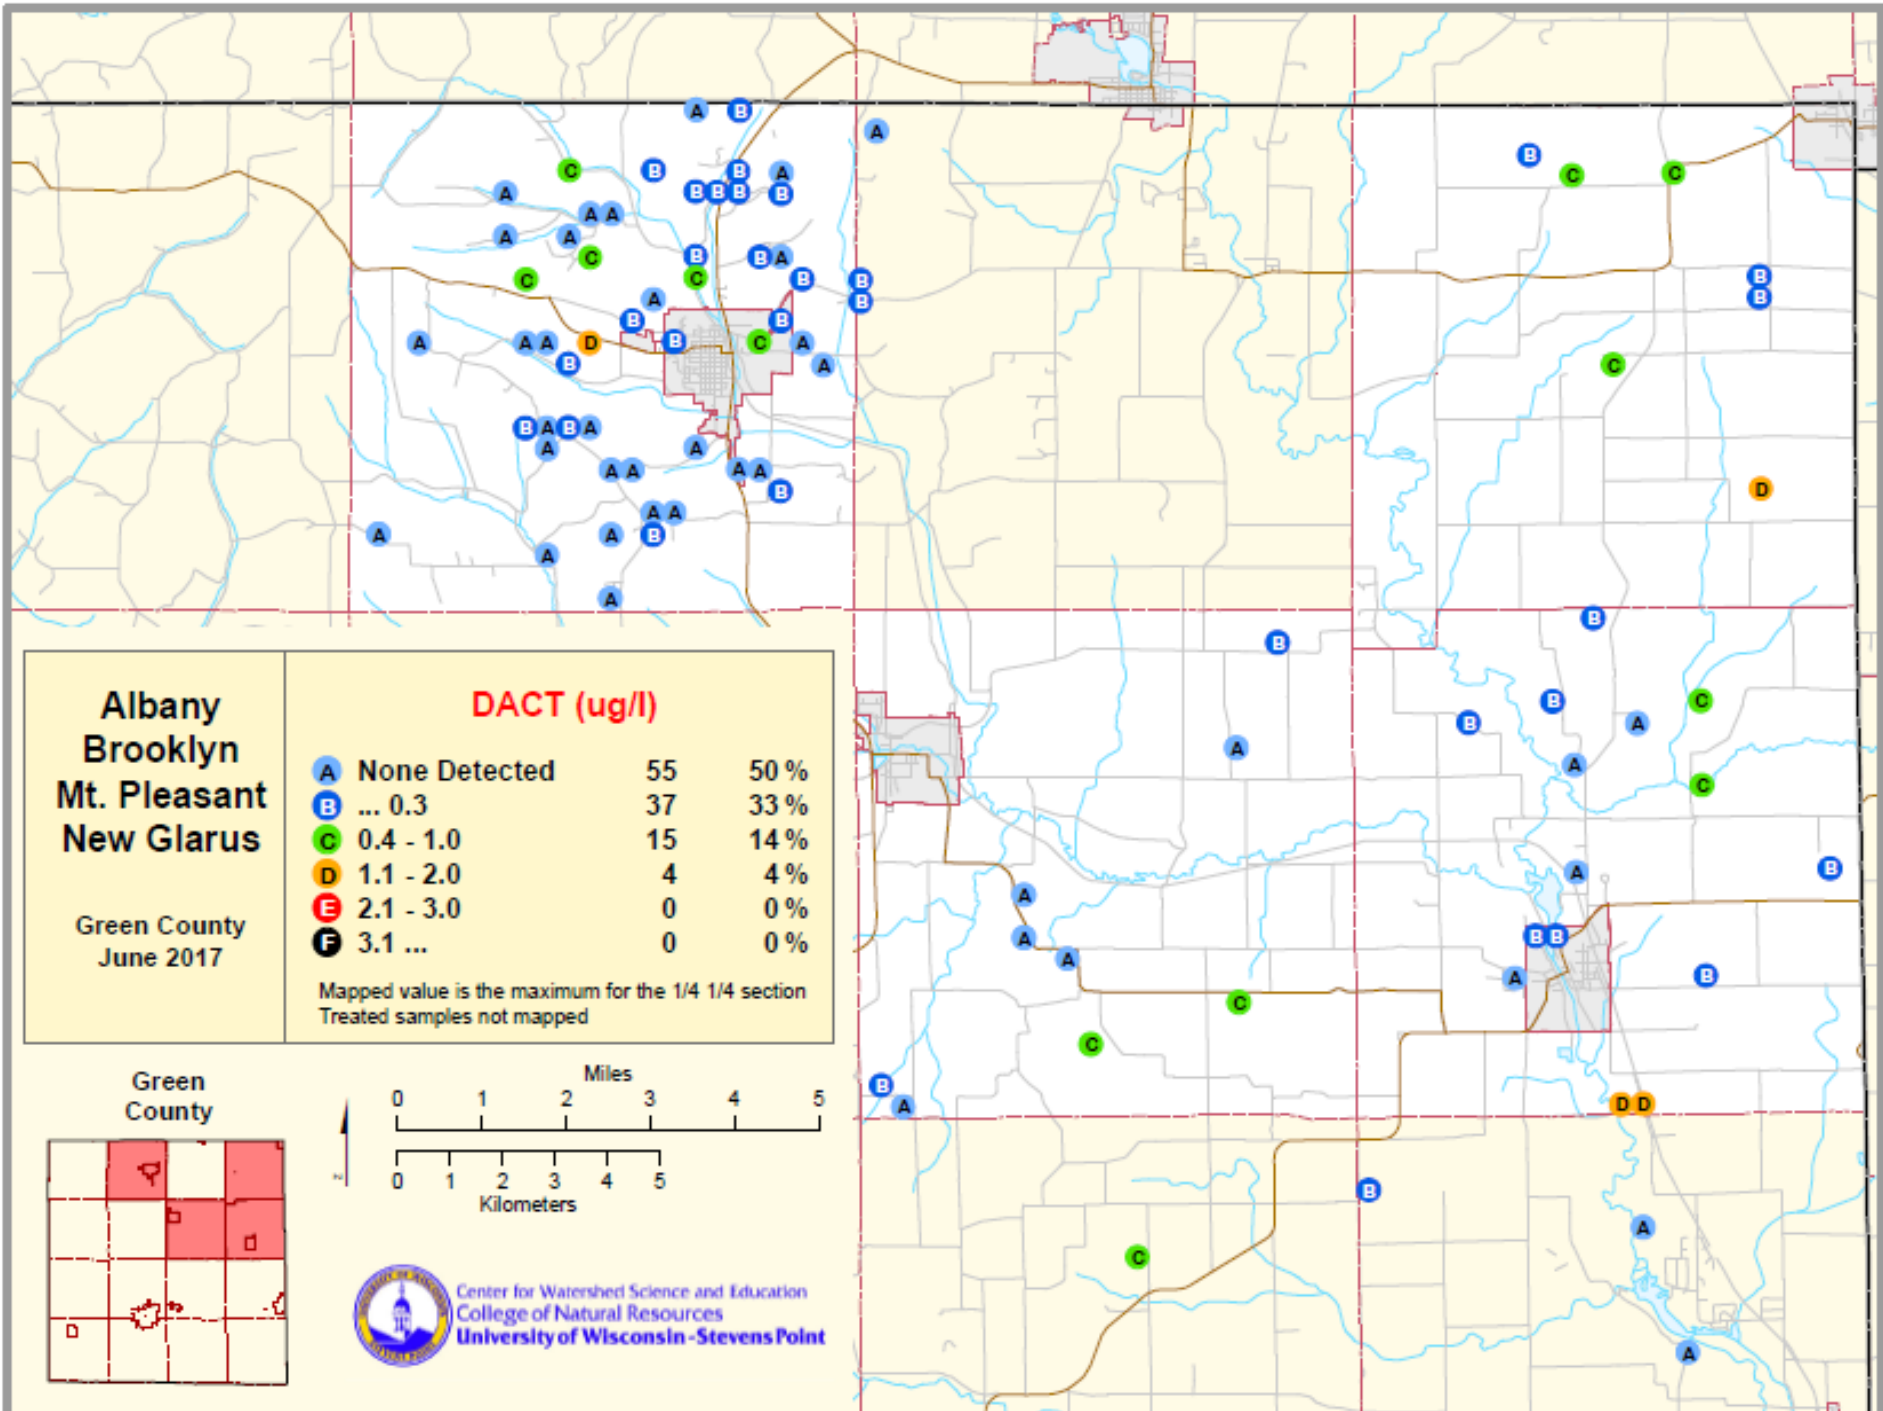 Albany
Brooklyn
Mt. Pleasant
New Glarus
Green County
June 2017
DACT (ug/l)
A None Detected 55 50 %
B ... 0.3 37 33 %
C 0.4 - 1.0 15 14 %
D 1.1 - 2.0 4 4 %
E 2.1 - 3.0 0 0 %
F 3.1 ... 0 0 %
Mapped value is the maximum for the 1/4 1/4 section
Treated samples not mapped
Green
County
Miles
0 1 2 3 4 5
0 1 2 3 4 5
Kilometers
Center for Watershed Science and Education
College of Natural Resources
University of Wisconsin - Stevens Point
A B
A
B
C C
C B B A
A B B B B
A A
A A
C B B A
C C B B
B B
A B
B B
A A A D B C A
B C
A
B A B A
A A
A A A A
B D
A A
A A B
A
A
B B
B B A C
A A
C
A A B
A
B B
A A B
C
C
B A D D
B
A
C
A